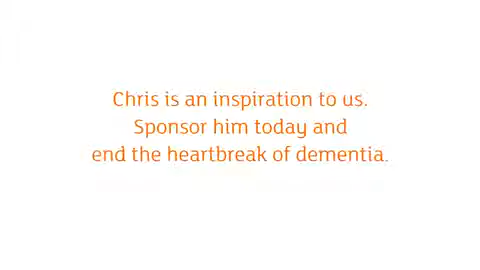 Chris is an inspiration to us.
Sponsor him today and
end the heartbreak of dementia.